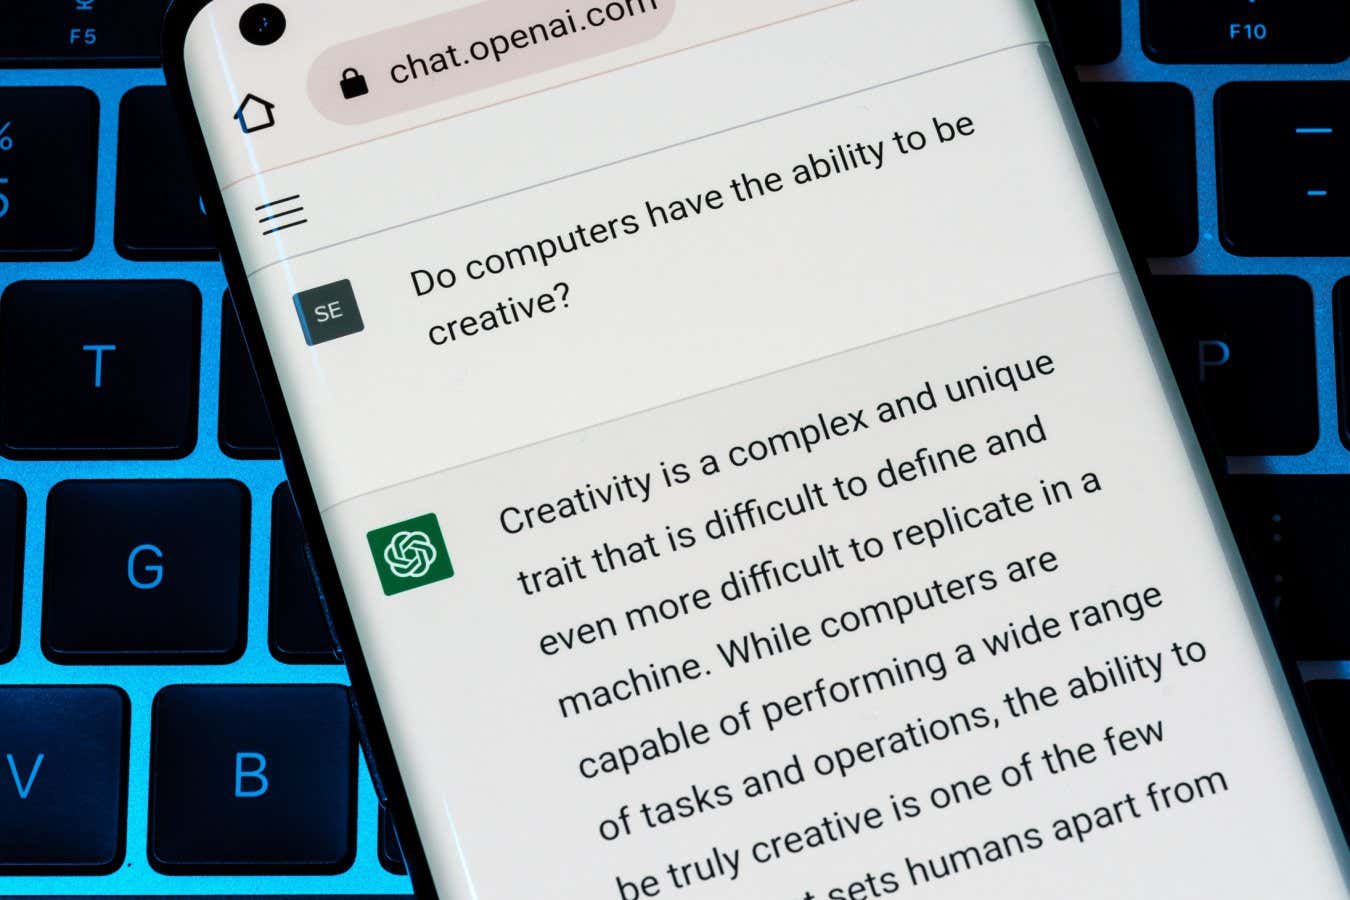 F5
F10
%
5
T
G
V
B
P
chat.openai.com
SE
Do computers have the ability to be
creative?
Creativity is a complex and unique
trait that is difficult to define and
even more difficult to replicate in a
machine. While computers are
capable of performing a wide range
of tasks and operations, the ability to
be truly creative is one of the few
sets humans apart from